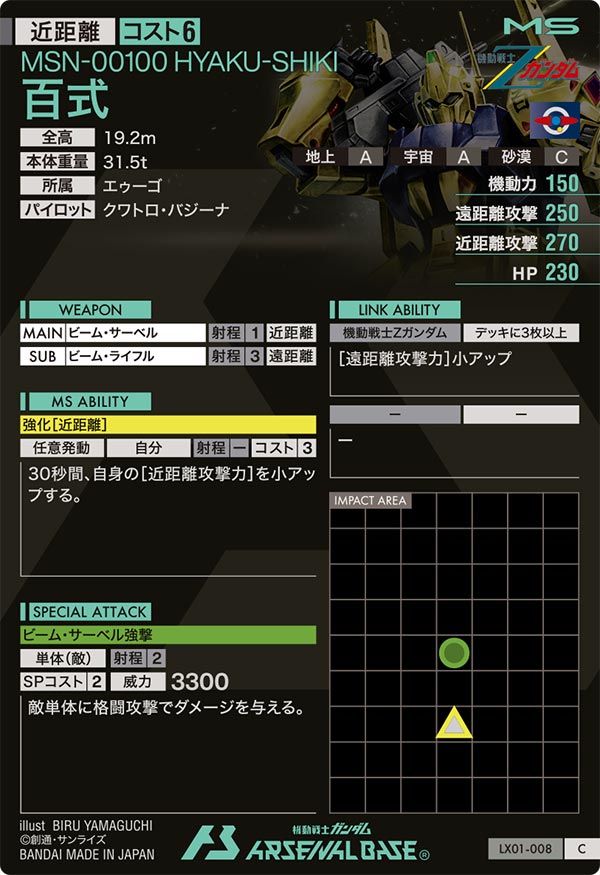 近距離 コスト6 MS
MSN-00100 HYAKU-SHIKI
機動戦士Zガンダム
百式
全高 19.2m
本体重量 31.5t
所属 エゥーゴ
パイロット クワトロ・バジーナ
地上 A 宇宙 A 砂漠 C
機動力 150
遠距離攻撃 250
近距離攻撃 270
HP 230
WEAPON
MAIN ビーム・サーベル 射程 1 近距離
SUB ビーム・ライフル 射程 3 遠距離
MS ABILITY
強化[近距離]
任意発動 自分 射程 ー コスト 3
30秒間、自身の[近距離攻撃力]を小アッ
プする。
SPECIAL ATTACK
ビーム・サーベル強撃
単体(敵) 射程 2
SPコスト 2 威力 3300
敵単体に格闘攻撃でダメージを与える。
LINK ABILITY
機動戦士Zガンダム デッキに3枚以上
[遠距離攻撃力]小アップ
ー ー
ー
IMPACT AREA
illust BIRU YAMAGUCHI
©創通・サンライズ
BANDAI MADE IN JAPAN
機動戦士ガンダム
AB ARSENAL BASE®
LX01-008 C